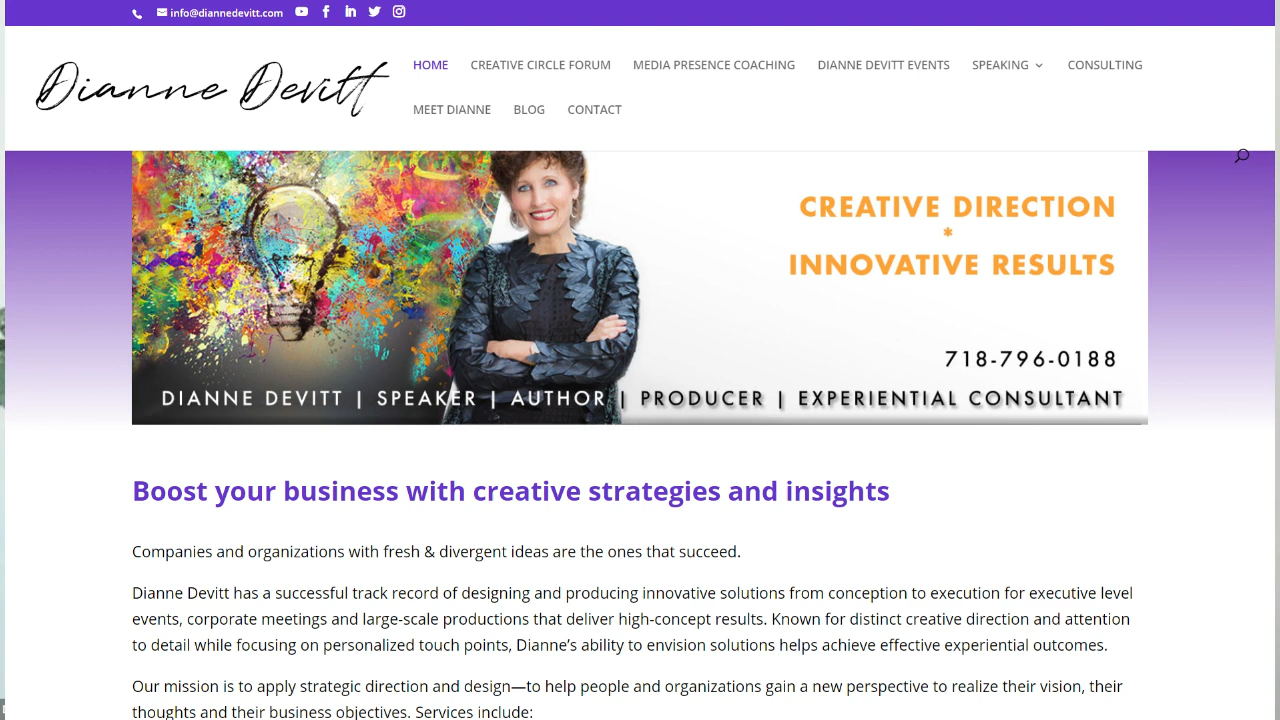 info@diannedevitt.com
Dianne Devitt
HOME CREATIVE CIRCLE FORUM MEDIA PRESENCE COACHING DIANNE DEVITT EVENTS SPEAKING CONSULTING
MEET DIANNE BLOG CONTACT
CREATIVE DIRECTION
*
INNOVATIVE RESULTS
718-796-0188
DIANNE DEVITT | SPEAKER | AUTHOR | PRODUCER | EXPERIENTIAL CONSULTANT
Boost your business with creative strategies and insights
Companies and organizations with fresh & divergent ideas are the ones that succeed.
Dianne Devitt has a successful track record of designing and producing innovative solutions from conception to execution for executive level
events, corporate meetings and large-scale productions that deliver high-concept results. Known for distinct creative direction and attention
to detail while focusing on personalized touch points, Dianne’s ability to envision solutions helps achieve effective experiential outcomes.
Our mission is to apply strategic direction and design—to help people and organizations gain a new perspective to realize their vision, their
thoughts and their business objectives. Services include: